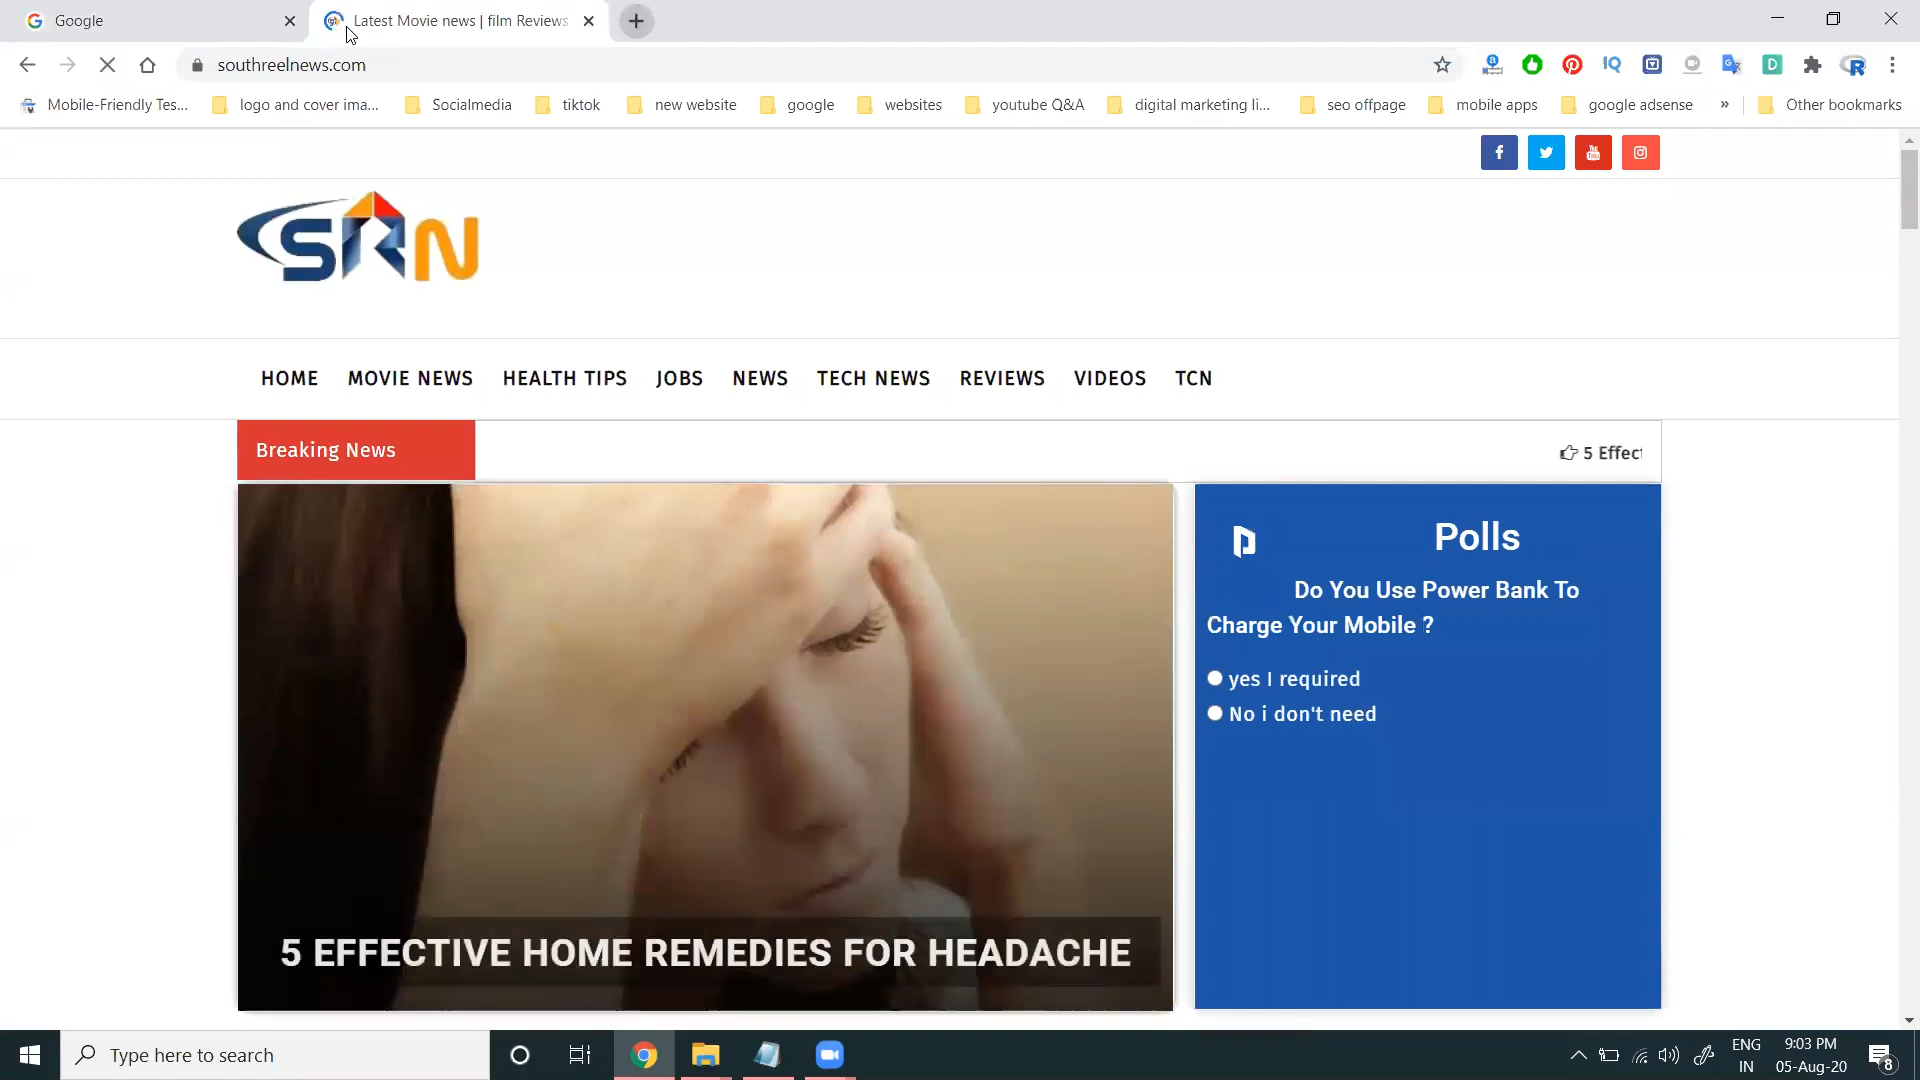 Google
Latest Movie news | film Reviews
southreelnews.com
Mobile-Friendly Tes...
logo and cover ima...
Socialmedia
tiktok
new website
google
websites
youtube Q&A
digital marketing li...
seo offpage
mobile apps
google adsense
»
Other bookmarks
SRN
HOME
MOVIE NEWS
HEALTH TIPS
JOBS
NEWS
TECH NEWS
REVIEWS
VIDEOS
TCN
Breaking News
5 Effect
Polls
Do You Use Power Bank To
Charge Your Mobile ?
yes I required
No i don't need
5 EFFECTIVE HOME REMEDIES FOR HEADACHE
Type here to search
ENG
IN
9:03 PM
05-Aug-20
8